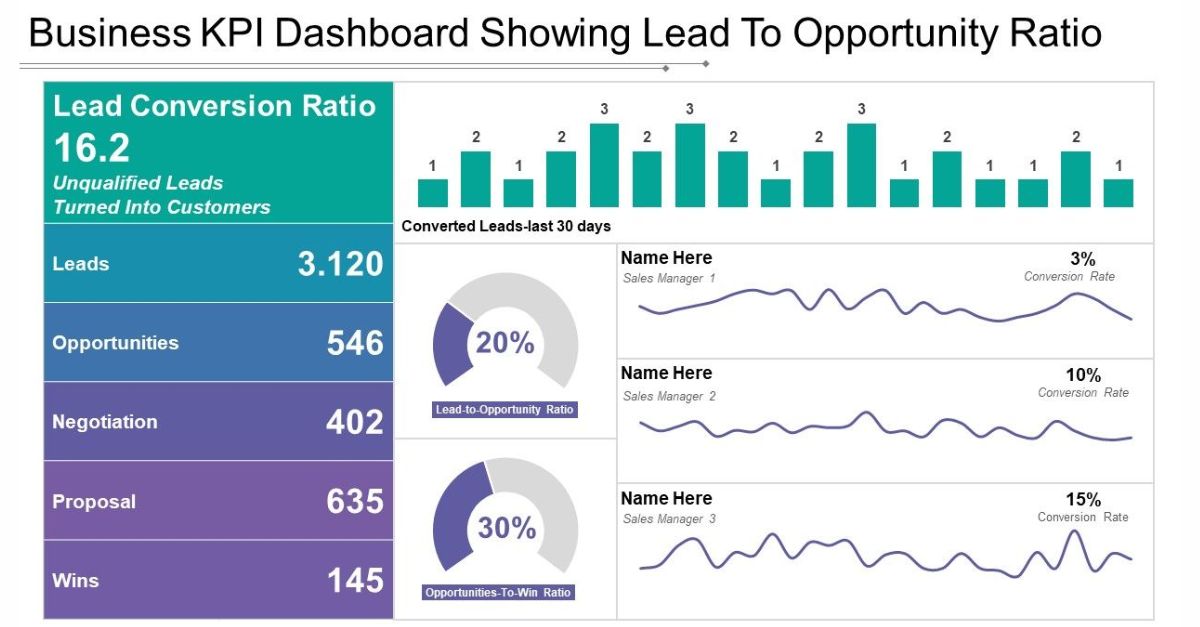 Business KPI Dashboard Showing Lead To Opportunity Ratio
Lead Conversion Ratio
16.2
Unqualified Leads
Turned Into Customers
Leads 3.120
Opportunities 546
Negotiation 402
Proposal 635
Wins 145
1 2 1 2 3 2 3 2 1 2 3 1 2 1 1 2 1
Converted Leads-last 30 days
20%
Lead-to-Opportunity Ratio
30%
Opportunities-To-Win Ratio
Name Here 3%
Sales Manager 1 Conversion Rate
Name Here 10%
Sales Manager 2 Conversion Rate
Name Here 15%
Sales Manager 3 Conversion Rate